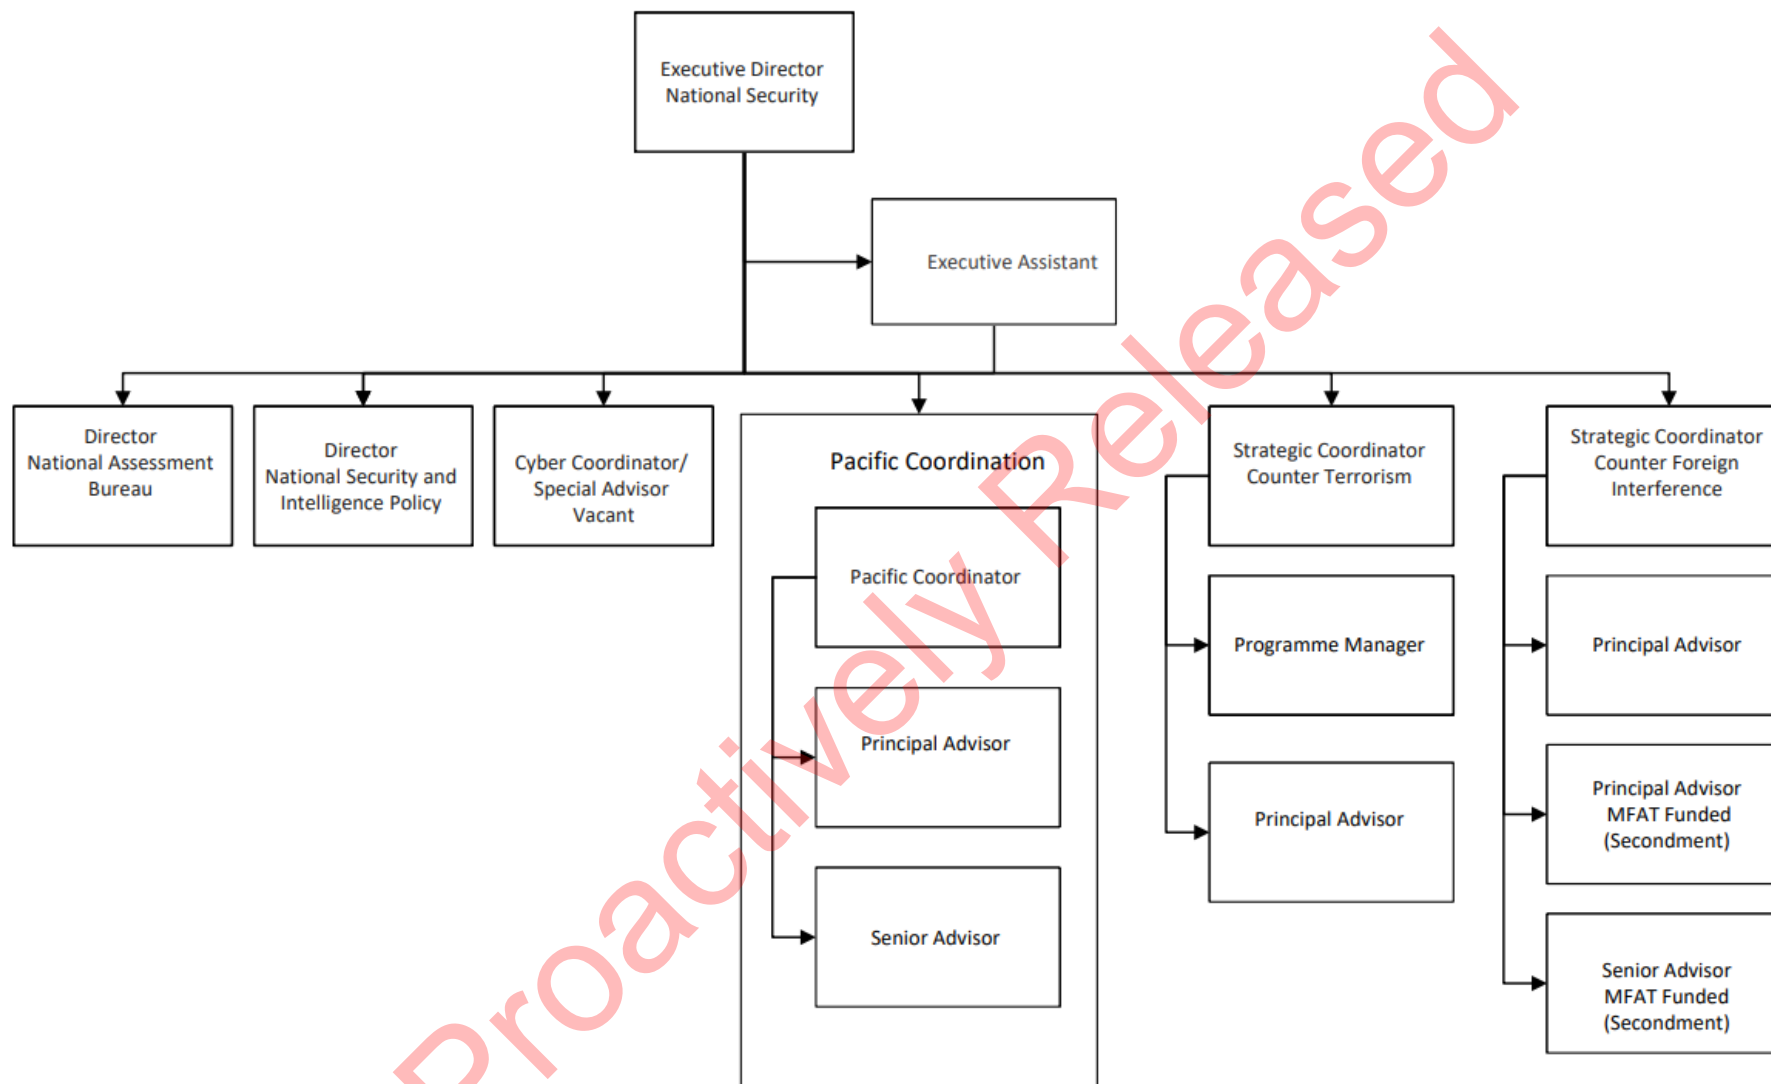 Executive Director
National Security
Executive Assistant
Director
National Assessment
Bureau
Director
National Security and
Intelligence Policy
Cyber Coordinator/
Special Advisor
Vacant
Pacific Coordination
Pacific Coordinator
Principal Advisor
Senior Advisor
Strategic Coordinator
Counter Terrorism
Programme Manager
Principal Advisor
Strategic Coordinator
Counter Foreign
Interference
Principal Advisor
Principal Advisor
MFAT Funded
(Secondment)
Senior Advisor
MFAT Funded
(Secondment)
Proactively Released